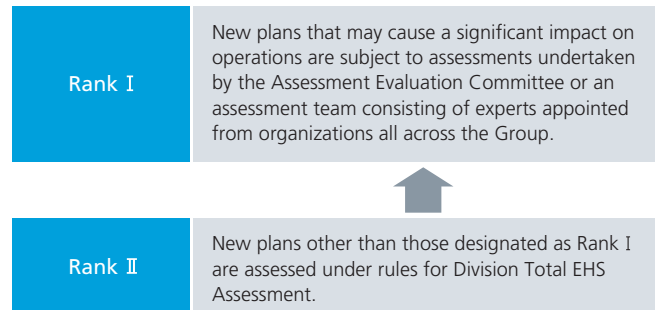 Rank Ⅰ
New plans that may cause a significant impact on
operations are subject to assessments undertaken
by the Assessment Evaluation Committee or an
assessment team consisting of experts appointed
from organizations all across the Group.
Rank Ⅱ
New plans other than those designated as Rank Ⅰ
are assessed under rules for Division Total EHS
Assessment.